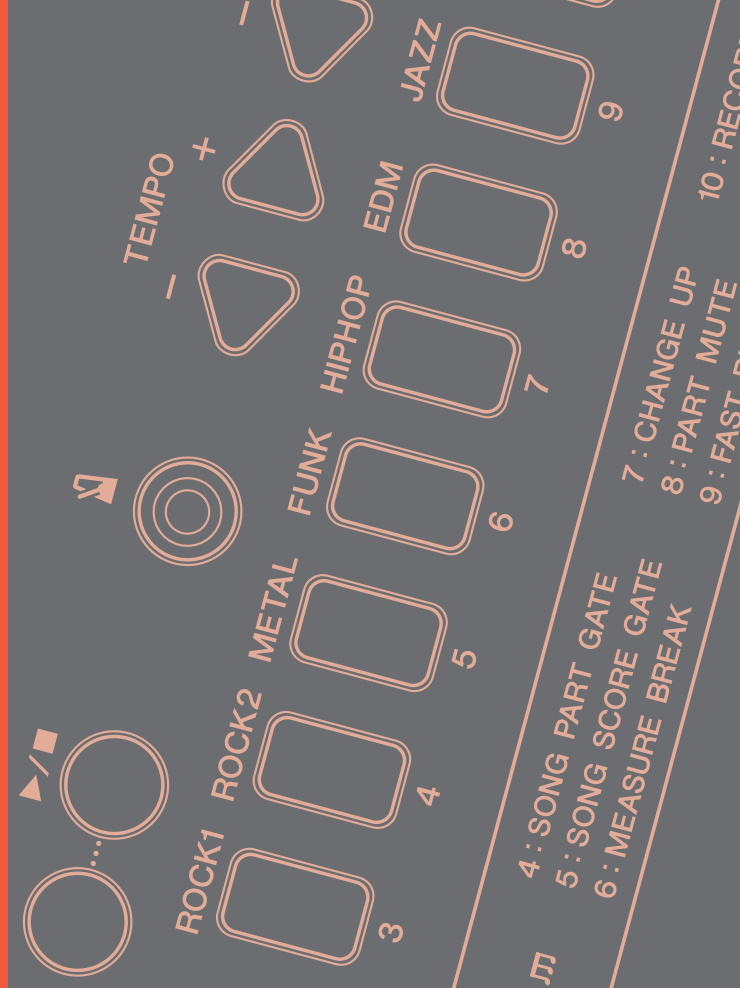 TEMPO
−
+
−
ROCK1
ROCK2
METAL
FUNK
HIPHOP
EDM
JAZZ
3
4
5
6
7
8
9
4 : SONG PART GATE
5 : SONG SCORE GATE
6 : MEASURE BREAK
7 : CHANGE UP
8 : PART MUTE
9 : FAST
10 : RECOR